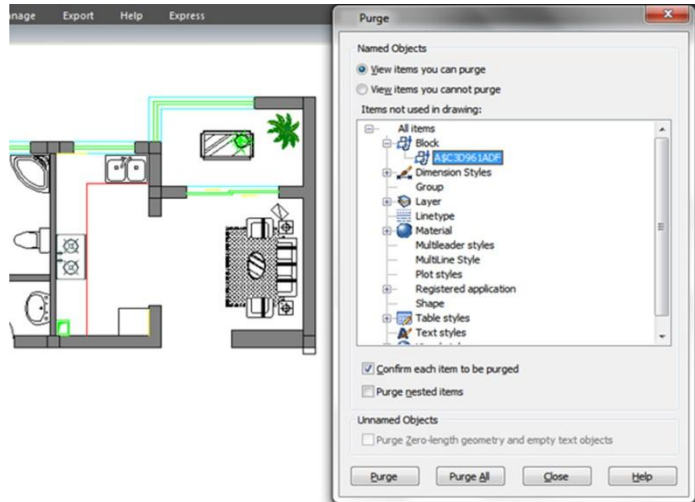 Export Help Express
Purge
Named Objects
View items you can purge
View items you cannot purge
Items not used in drawing:
All items
Block
A$C3D961ADF
Dimension Styles
Group
Layer
Linetype
Material
Multileader styles
MultiLine Style
Plot styles
Registered application
Shape
Table styles
Text styles
Confirm each item to be purged
Purge nested items
Unnamed Objects
Purge Zero-length geometry and empty text objects
Purge Purge All Close Help